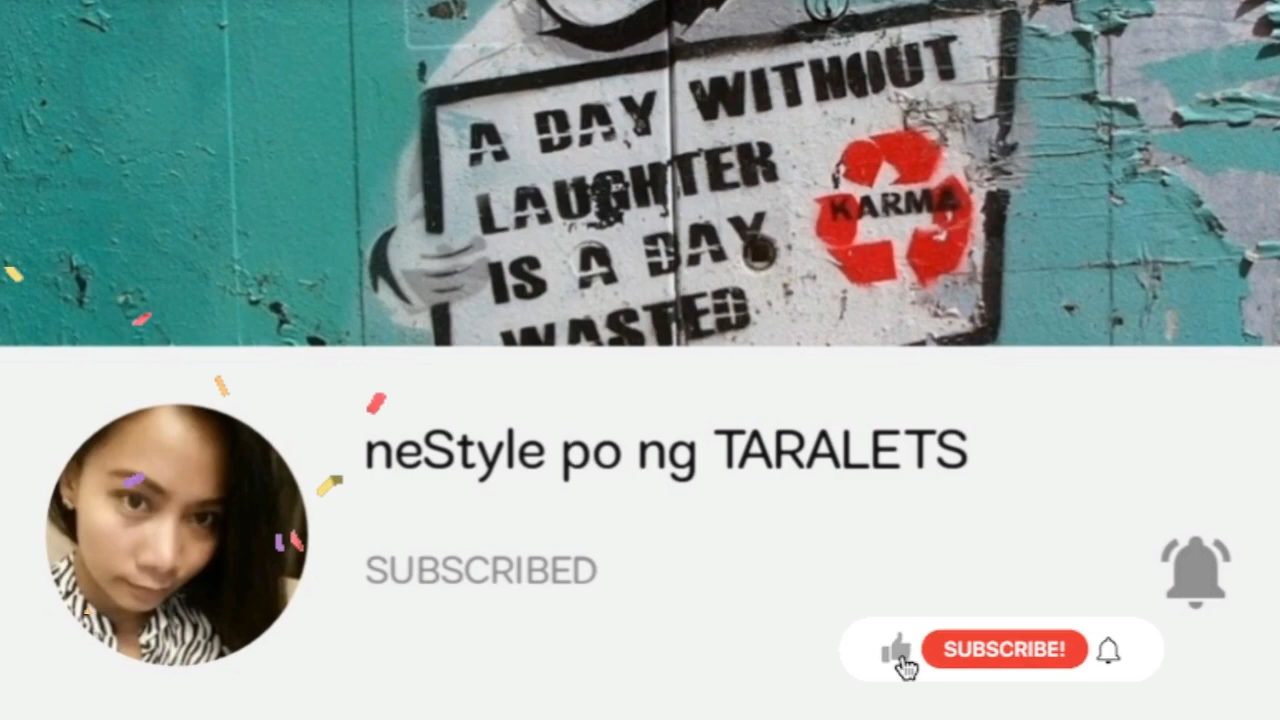 A DAY WITHOUT
LAUGHTER
IS A DAY
WASTED
KARMA
neStyle po ng TARALETS
SUBSCRIBED
SUBSCRIBE!